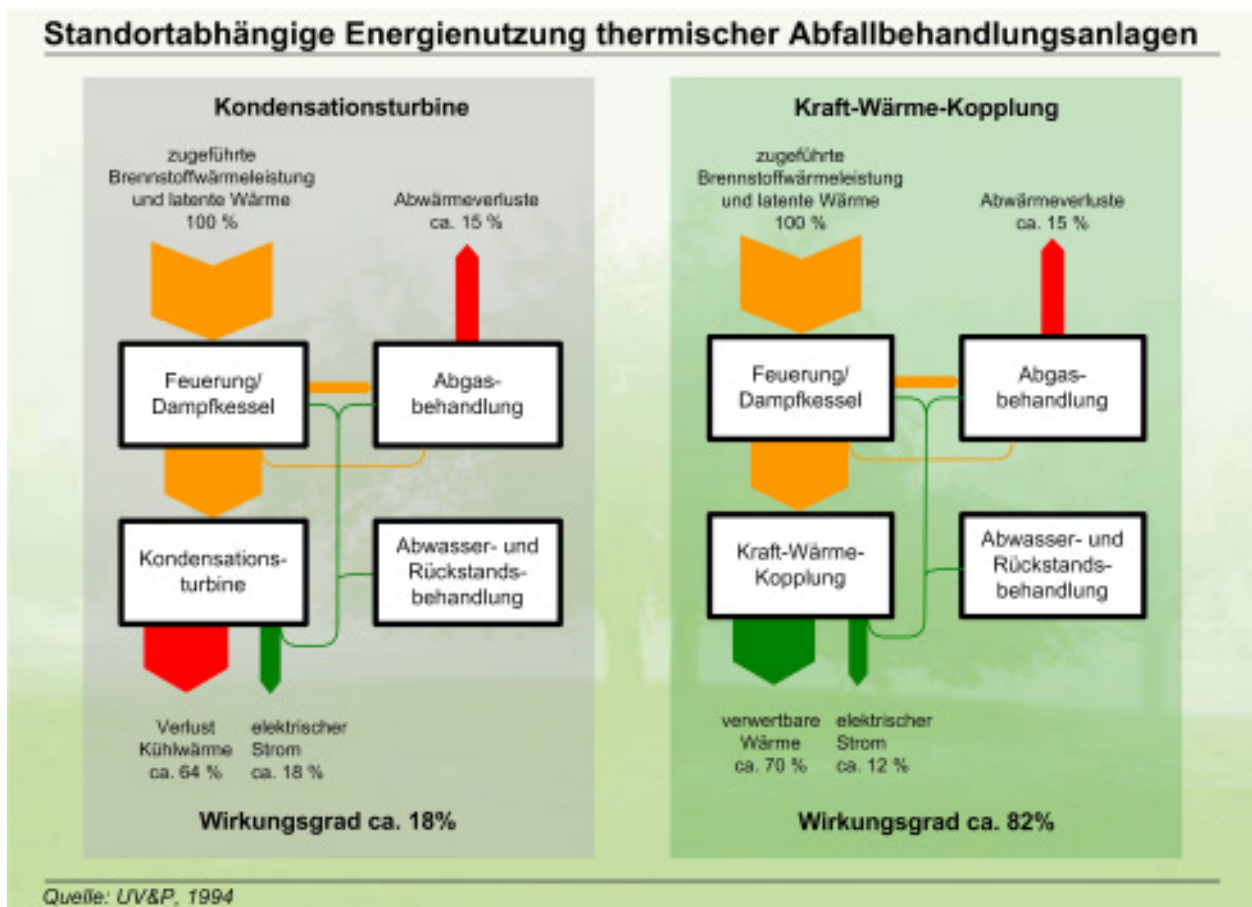 Standortabhängige Energienutzung thermischer Abfallbehandlungsanlagen
Kondensationsturbine
zugeführte
Brennstoffwärmeleistung
und latente Wärme
100 %
Abwärmeverluste
ca. 15 %
Feuerung/
Dampfkessel
Abgas-
behandlung
Kondensations-
turbine
Abwasser- und
Rückstands-
behandlung
Verlust
Kühlwärme
ca. 64 %
elektrischer
Strom
ca. 18 %
Wirkungsgrad ca. 18%
Kraft-Wärme-Kopplung
zugeführte
Brennstoffwärmeleistung
und latente Wärme
100 %
Abwärmeverluste
ca. 15 %
Feuerung/
Dampfkessel
Abgas-
behandlung
Kraft-Wärme-
Kopplung
Abwasser- und
Rückstands-
behandlung
verwertbare
Wärme
ca. 70 %
elektrischer
Strom
ca. 12 %
Wirkungsgrad ca. 82%
Quelle: UV&P, 1994